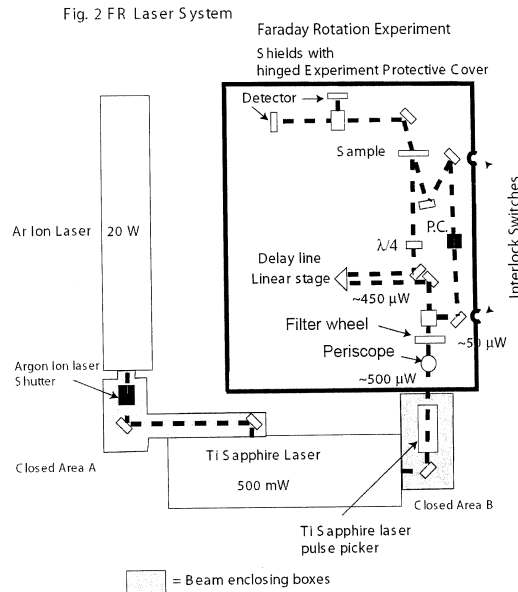 Fig. 2 FR Laser System
Faraday Rotation Experiment
Shields with
hinged Experiment Protective Cover
Detector
Sample
Ar Ion Laser
20 W
P.C.
λ/4
Interlock Switches
Delay line
Linear stage
~450 µW
Filter wheel
~50 µW
Periscope
~500 µW
Argon Ion laser
Shutter
Ti Sapphire Laser
500 mW
Closed Area A
Closed Area B
Ti Sapphire laser
pulse picker
= Beam enclosing boxes